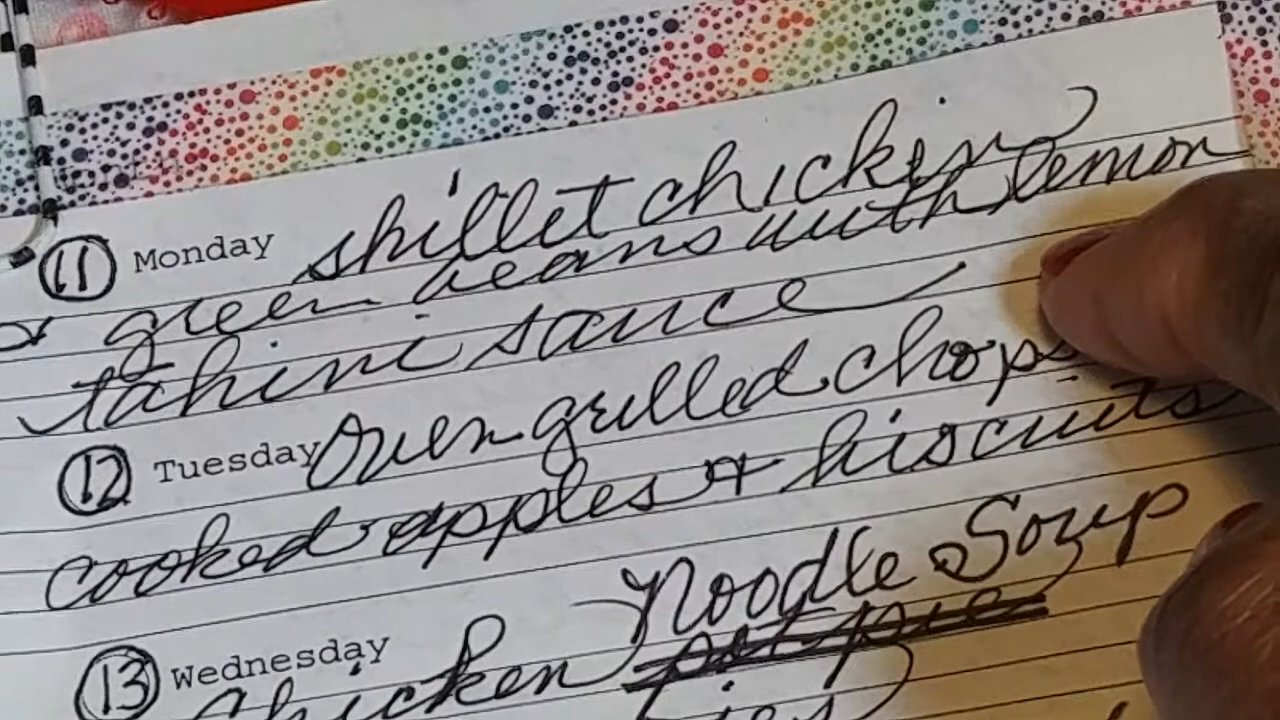 11 Monday skillet chicken
& green beans with lemon
tahini sauce
12 Tuesday Oven grilled chops
cooked apples & biscuits
Noodle Soup
13 Wednesday Chicken pot pie